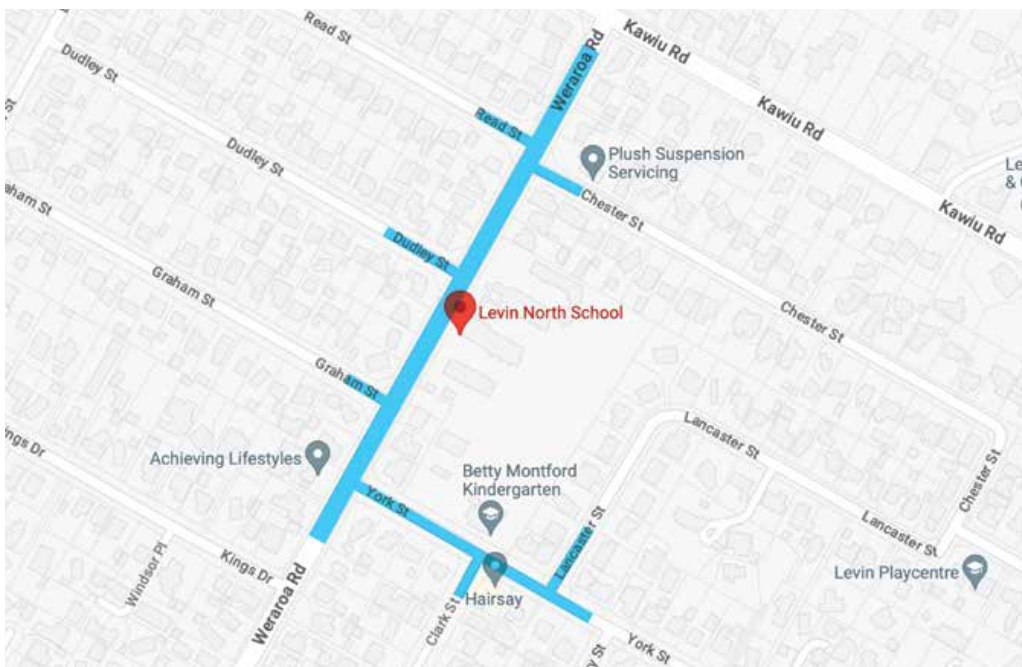 Read St
Kawiu Rd
Weraroa Rd
Dudley St
Kawiu Rd
Read St
Dudley St
Plush Suspension
Servicing
Le
& C
Chester St
Kawiu Rd
aham St
Dudley St
Graham St
Levin North School
Chester St
Graham St
Lancaster St
ngs Dr
Achieving Lifestyles
Betty Montford
Kindergarten
York St
Chester St
Lancaster St
Lancaster St
Kings Dr
Windsor Pl
Levin Playcentre
Hairsay
Weraroa Rd
Clark St
York St